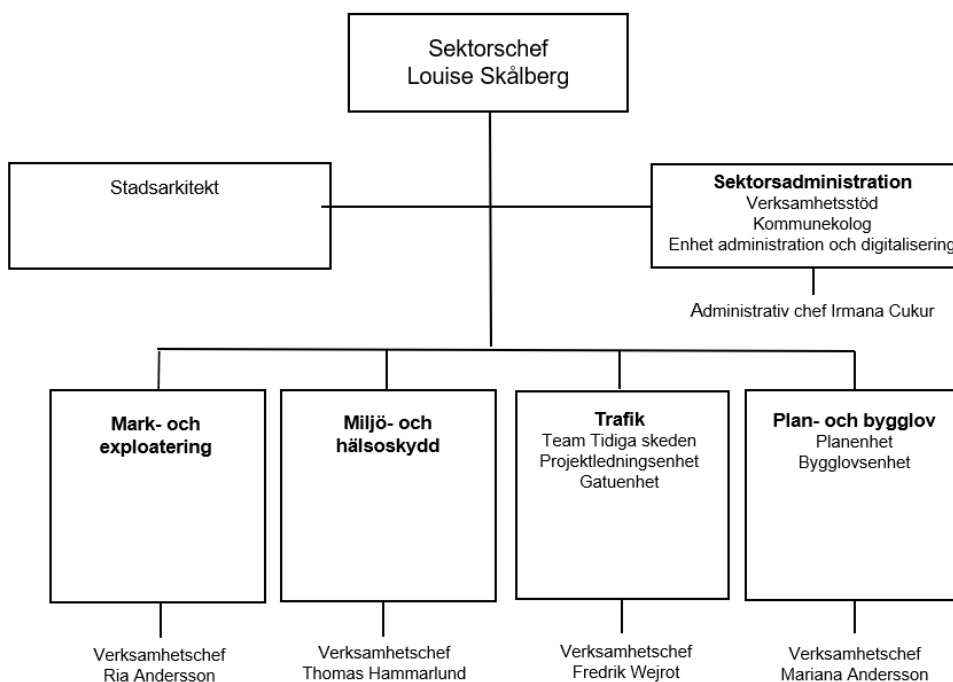 Sektorschef
Louise Skålberg
Stadsarkitekt
Sektorsadministration
Verksamhetsstöd
Kommunekolog
Enhet administration och digitalisering
Administrativ chef Irmana Cukur
Mark- och
exploatering
Verksamhetschef
Ria Andersson
Miljö- och
hälsoskydd
Verksamhetschef
Thomas Hammarlund
Trafik
Team Tidiga skeden
Projektledningsenhet
Gatuenhet
Verksamhetschef
Fredrik Wejrot
Plan- och bygglov
Planenhet
Bygglovsenhet
Verksamhetschef
Mariana Andersson